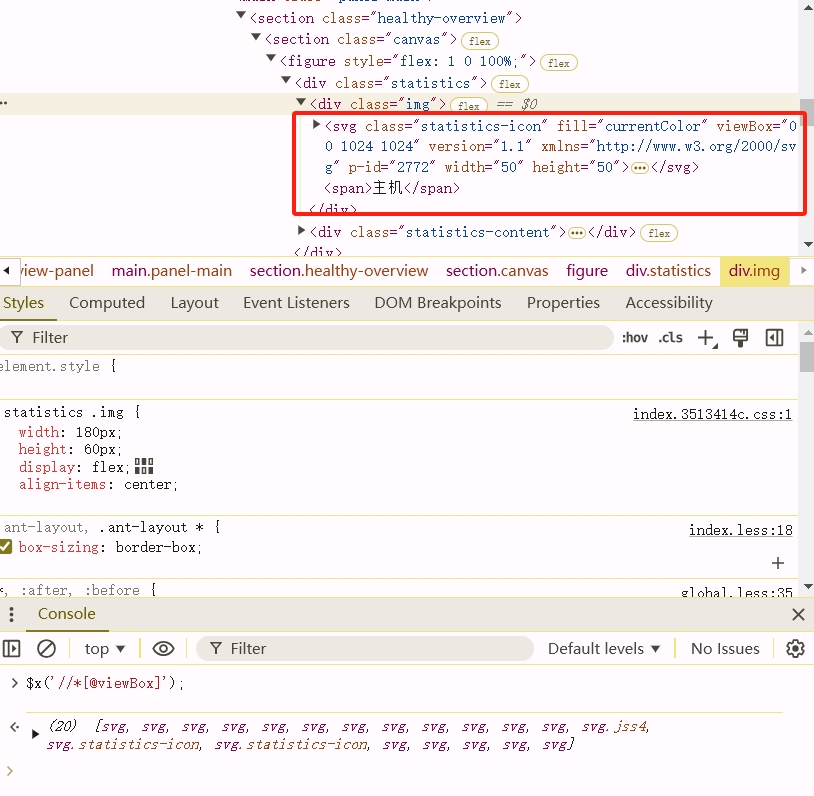 <section class="healthy-overview">
<section class="canvas"> flex
<figure style="flex: 1 0 100%;"> flex
<div class="statistics"> flex
<div class="img"> flex == $0
<svg class="statistics-icon" fill="currentColor" viewBox="0
0 1024 1024" version="1.1" xmlns="http://www.w3.org/2000/sv
g" p-id="2772" width="50" height="50">…</svg>
<span>主机</span>
</div>
<div class="statistics-content">…</div> flex
</div>
view-panel main.panel-main section.healthy-overview section.canvas figure div.statistics div.img
Styles Computed Layout Event Listeners DOM Breakpoints Properties Accessibility
Filter :hov .cls
element.style {
statistics .img { index.3513414c.css:1
width: 180px;
height: 60px;
display: flex;
align-items: center;
ant-layout, .ant-layout * { index.less:18
box-sizing: border-box;
*, :after, :before { global.less:35
Console
top Filter Default levels No Issues
$x('//*[@viewBox]');
(20) [svg, svg, svg, svg, svg, svg, svg, svg, svg, svg, svg, svg, svg.jss4,
svg.statistics-icon, svg.statistics-icon, svg, svg, svg, svg, svg]